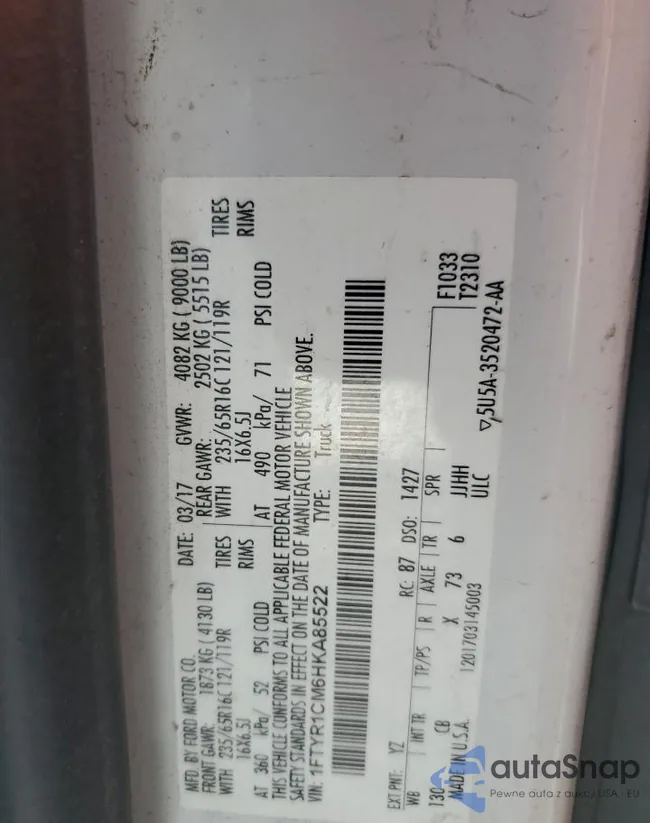 MFD. BY FORD MOTOR CO. DATE: 03/17 GVWR: 4082 KG ( 9000 LB)
FRONT GAWR: 1873 KG ( 4130 LB) REAR GAWR: 2502 KG ( 5515 LB)
WITH 235/65R16C 121/119R TIRES WITH 235/65R16C 121/119R TIRES
16X6.5J RIMS 16X6.5J RIMS
AT 360 kPa/ 52 PSI COLD AT 490 kPa/ 71 PSI COLD
THIS VEHICLE CONFORMS TO ALL APPLICABLE FEDERAL MOTOR VEHICLE
SAFETY STANDARDS IN EFFECT ON THE DATE OF MANUFACTURE SHOWN ABOVE.
VIN: 1FTYR1CM6HKA85522 TYPE: Truck
EXT PNT: YZ RC: 87 DSO: 1427
WB INT TR TP/PS R AXLE TR SPR F1033
130 CB X 73 6 JJHH T2310
MADE IN U.S.A. 1201703145003 ULC
5U5A-3520472-AA
autaSnap
Pewne auta z aukcji USA, EU